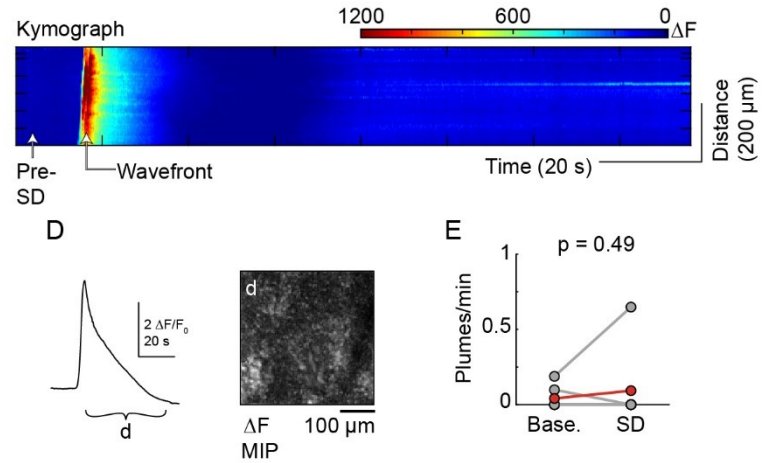 1200 600 0
Kymograph ΔF
Distance
(200 µm)
Pre-
SD
Wavefront
Time (20 s)
D
2 ΔF/F0
20 s
d
d
ΔF
MIP
100 µm
E
p = 0.49
1
0.5
0
Plumes/min
Base. SD